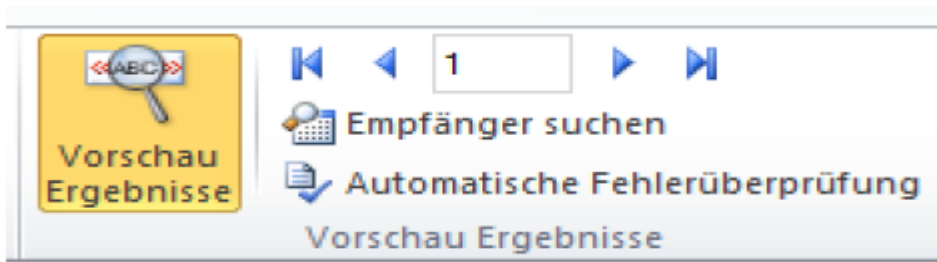 «ABC»
Vorschau
Ergebnisse
1
Empfänger suchen
Automatische Fehlerüberprüfung
Vorschau Ergebnisse